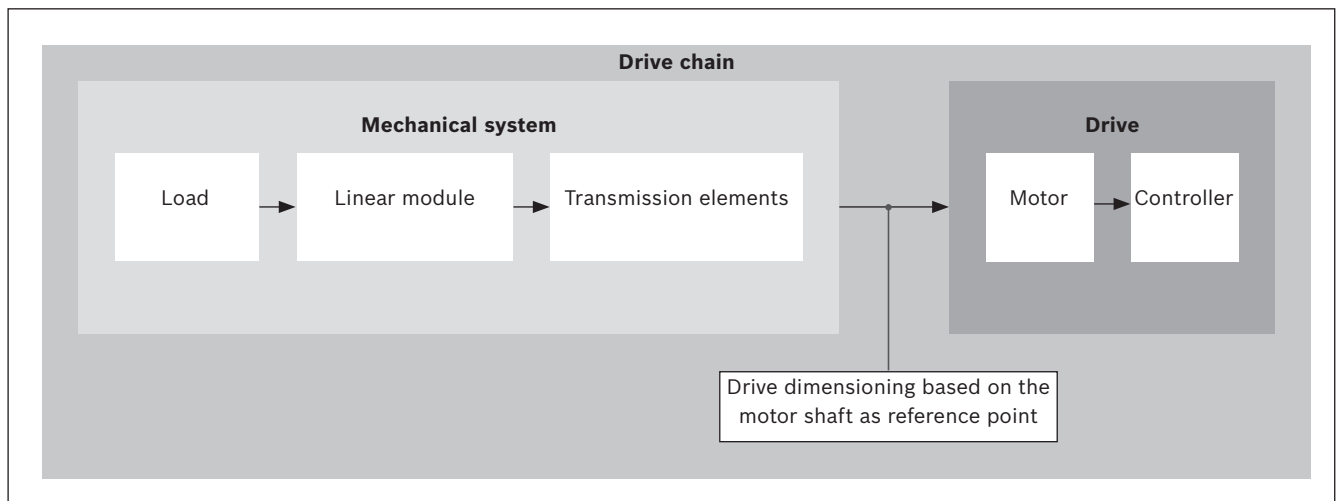 Drive chain
Mechanical system
Drive
Load
Linear module
Transmission elements
Motor
Controller
Drive dimensioning based on the
motor shaft as reference point